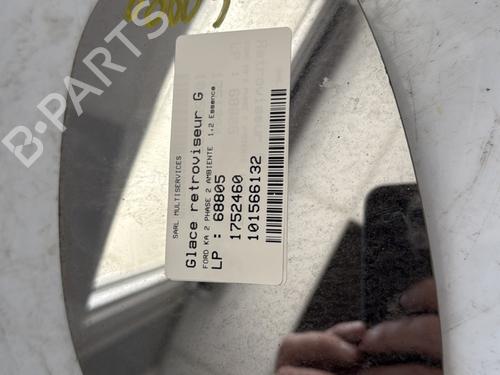 SARL MULTISERVICES
Glace retroviseur G
FORD KA 2 PHASE 2 AMBIENTE 1.2 Essence
LP : 68805
1752460
101566132
B-PARTS